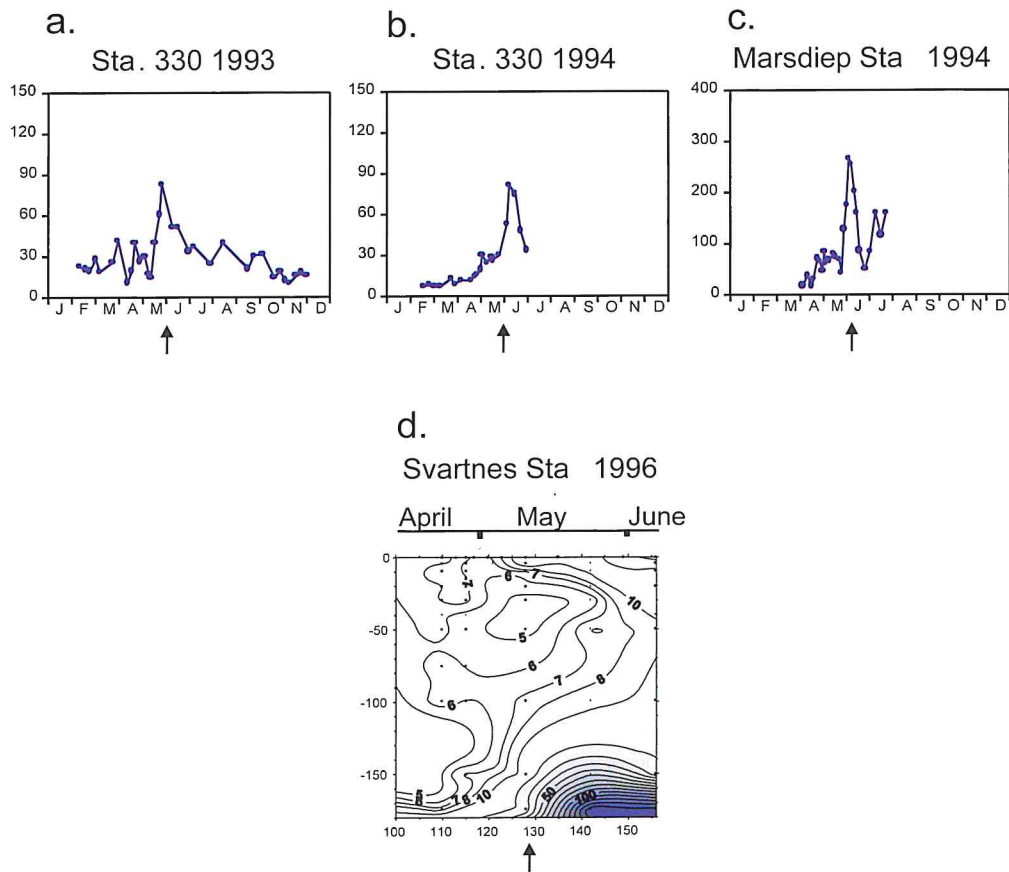 a.
Sta. 330 1993
150
120
90
60
30
0
J F M A M J J A S O N D
b.
Sta. 330 1994
150
120
90
60
30
0
J F M A M J J A S O N D
c.
Marsdiep Sta 1994
400
300
200
100
0
J F M A M J J A S O N D
d.
Svartnes Sta 1996
April May June
0
-50
-100
-150
7
6 7
10
5
6
7
8
6
5
6 7 8 10
50
100
100 110 120 130 140 150